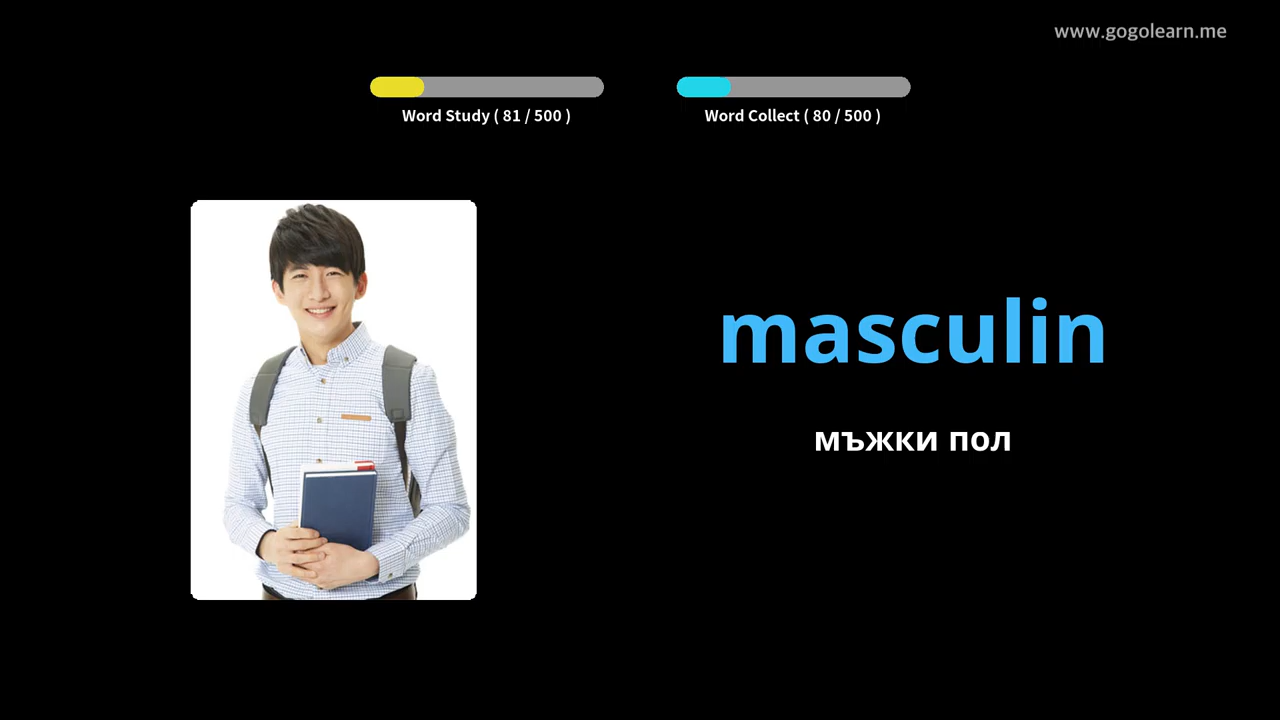 www.gogolearn.me
Word Study ( 81 / 500 )
Word Collect ( 80 / 500 )
masculin
мъжки пол